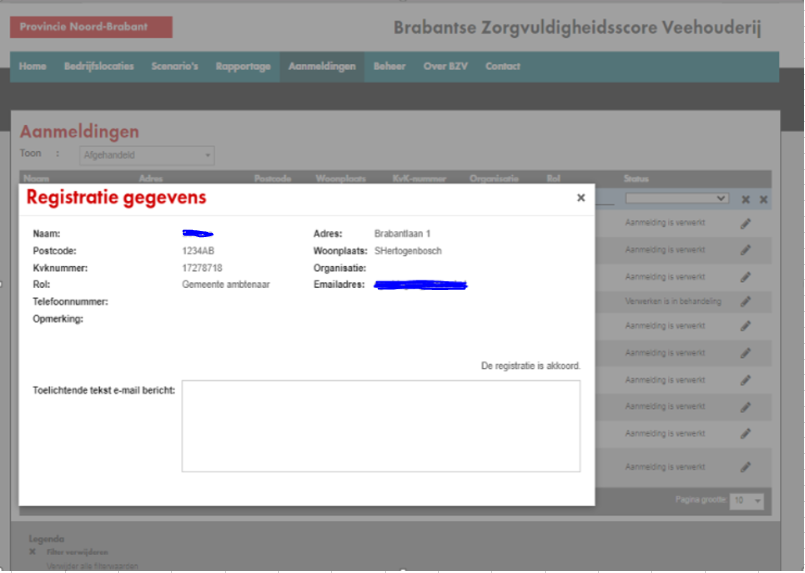 Provincie Noord-Brabant
Brabantse Zorgvuldigheidsscore Veehouderij
Home Bedrijfslocaties Scenario's Rapportage Aanmeldingen Beheer Over BZV Contact
Aanmeldingen
Toon : Afgehandeld
Naam Adres Postcode Woonplaats KvK-nummer Organisatie Rol Status
Registratie gegevens ×
Naam: Adres: Brabantlaan 1
Postcode: 1234AB Woonplaats: SHertogenbosch
Kvknummer: 17278718 Organisatie:
Rol: Gemeente ambtenaar Emailadres:
Telefoonnummer:
Opmerking:
De registratie is akkoord.
Toelichtende tekst e-mail bericht:
Aanmelding is verwerkt
Aanmelding is verwerkt
Aanmelding is verwerkt
Verwerken is in behandeling
Aanmelding is verwerkt
Aanmelding is verwerkt
Aanmelding is verwerkt
Aanmelding is verwerkt
Aanmelding is verwerkt
Aanmelding is verwerkt
Pagina grootte: 10
Legenda
Filter verwijderen
Verwijder alle filterwaarden